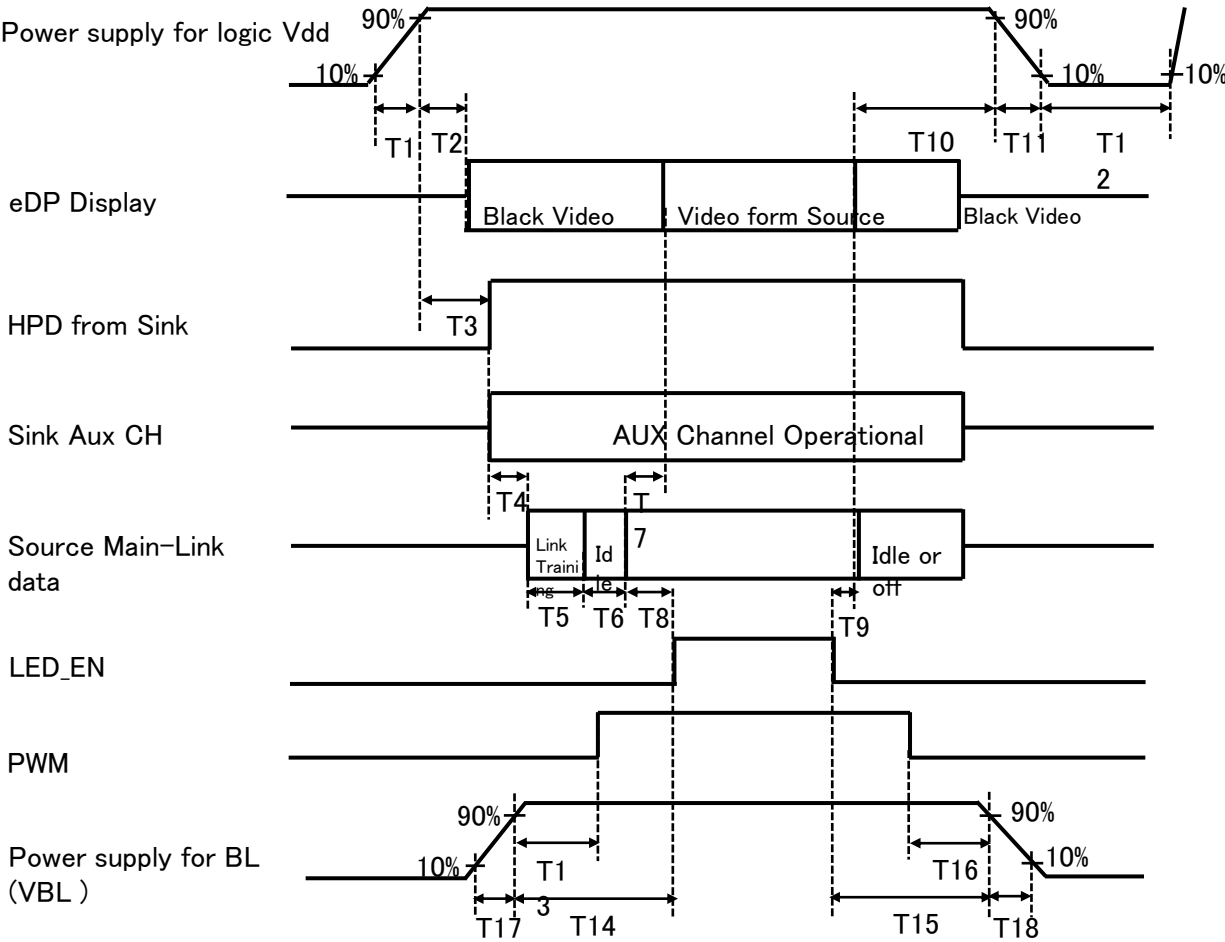 90%
90%
Power supply for logic Vdd
10%
10%
10%
T1
T2
T10
T11
T1
2
eDP Display
Black Video
Video form Source
Black Video
T3
HPD from Sink
Sink Aux CH
AUX Channel Operational
T4
T
7
Source Main-Link
data
Link
Traini
ng
Id
le
Idle or
off
T5
T6
T8
T9
LED_EN
PWM
90%
90%
Power supply for BL
(VBL )
10%
10%
T1
3
T16
T17
T14
T15
T18